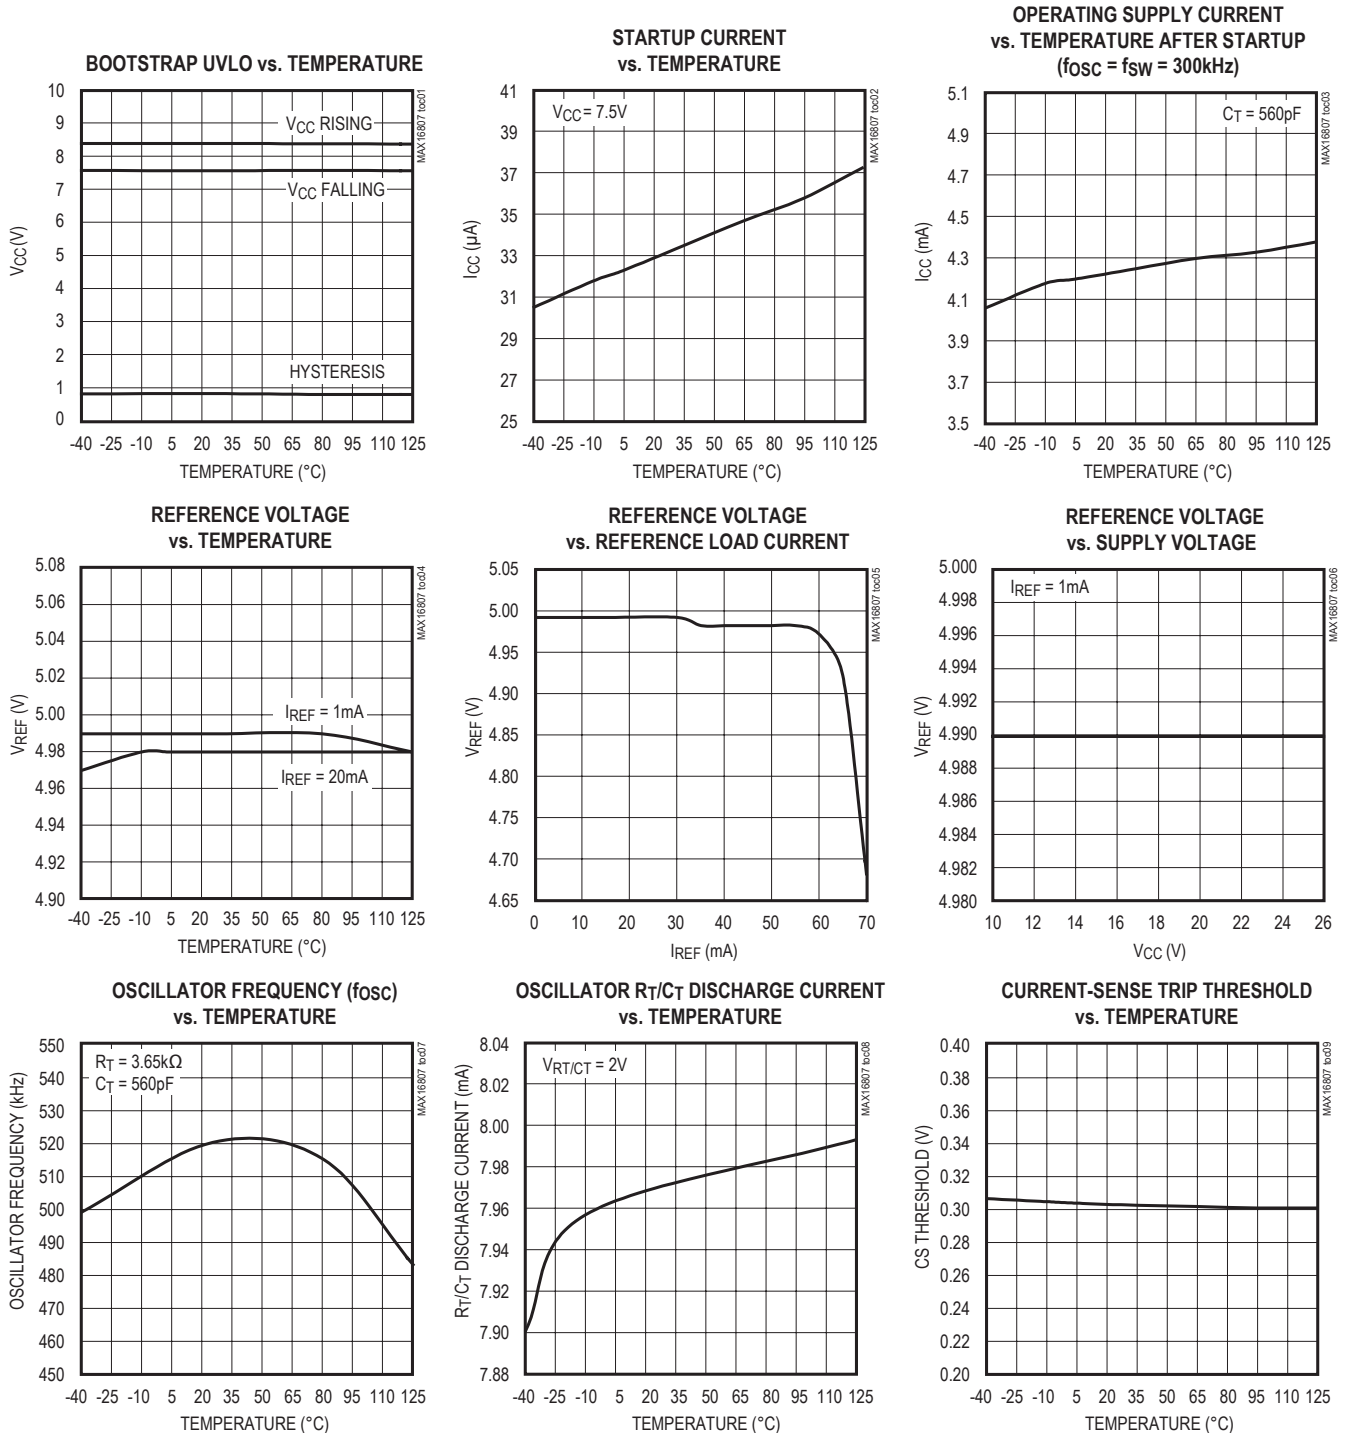 BOOTSTRAP UVLO vs. TEMPERATURE
10
9
8
7
6
5
4
3
2
1
0
VCC (V)
VCC RISING
VCC FALLING
HYSTERESIS
MAX16807 toc01
-40 -25 -10 5 20 35 50 65 80 95 110 125
TEMPERATURE (°C)
STARTUP CURRENT
vs. TEMPERATURE
41
39
37
35
33
31
29
27
25
ICC (µA)
VCC = 7.5V
MAX16807 toc02
-40 -25 -10 5 20 35 50 65 80 95 110 125
TEMPERATURE (°C)
OPERATING SUPPLY CURRENT
vs. TEMPERATURE AFTER STARTUP
(fOSC = fSW = 300kHz)
5.1
4.9
4.7
4.5
4.3
4.1
3.9
3.7
3.5
ICC (mA)
CT = 560pF
MAX16807 toc03
-40 -25 -10 5 20 35 50 65 80 95 110 125
TEMPERATURE (°C)
REFERENCE VOLTAGE
vs. TEMPERATURE
5.08
5.06
5.04
5.02
5.00
4.98
4.96
4.94
4.92
4.90
VREF (V)
IREF = 1mA
IREF = 20mA
MAX16807 toc04
-40 -25 -10 5 20 35 50 65 80 95 110 125
TEMPERATURE (°C)
REFERENCE VOLTAGE
vs. REFERENCE LOAD CURRENT
5.05
5.00
4.95
4.90
4.85
4.80
4.75
4.70
4.65
VREF (V)
MAX16807 toc05
0 10 20 30 40 50 60 70
IREF (mA)
REFERENCE VOLTAGE
vs. SUPPLY VOLTAGE
5.000
4.998
4.996
4.994
4.992
4.990
4.988
4.986
4.984
4.982
4.980
VREF (V)
IREF = 1mA
MAX16807 toc06
10 12 14 16 18 20 22 24 26
VCC (V)
OSCILLATOR FREQUENCY (fOSC)
vs. TEMPERATURE
550
540
530
520
510
500
490
480
470
460
450
OSCILLATOR FREQUENCY (kHz)
RT = 3.65kΩ
CT = 560pF
MAX16807 toc07
-40 -25 -10 5 20 35 50 65 80 95 110 125
TEMPERATURE (°C)
OSCILLATOR RT/CT DISCHARGE CURRENT
vs. TEMPERATURE
8.04
8.02
8.00
7.98
7.96
7.94
7.92
7.90
7.88
RT/CT DISCHARGE CURRENT (mA)
VRT/CT = 2V
MAX16807 toc08
-40 -25 -10 5 20 35 50 65 80 95 110 125
TEMPERATURE (°C)
CURRENT-SENSE TRIP THRESHOLD
vs. TEMPERATURE
0.40
0.38
0.36
0.34
0.32
0.30
0.28
0.26
0.24
0.22
0.20
CS THRESHOLD (V)
MAX16807 toc09
-40 -25 -10 5 20 35 50 65 80 95 110 125
TEMPERATURE (°C)